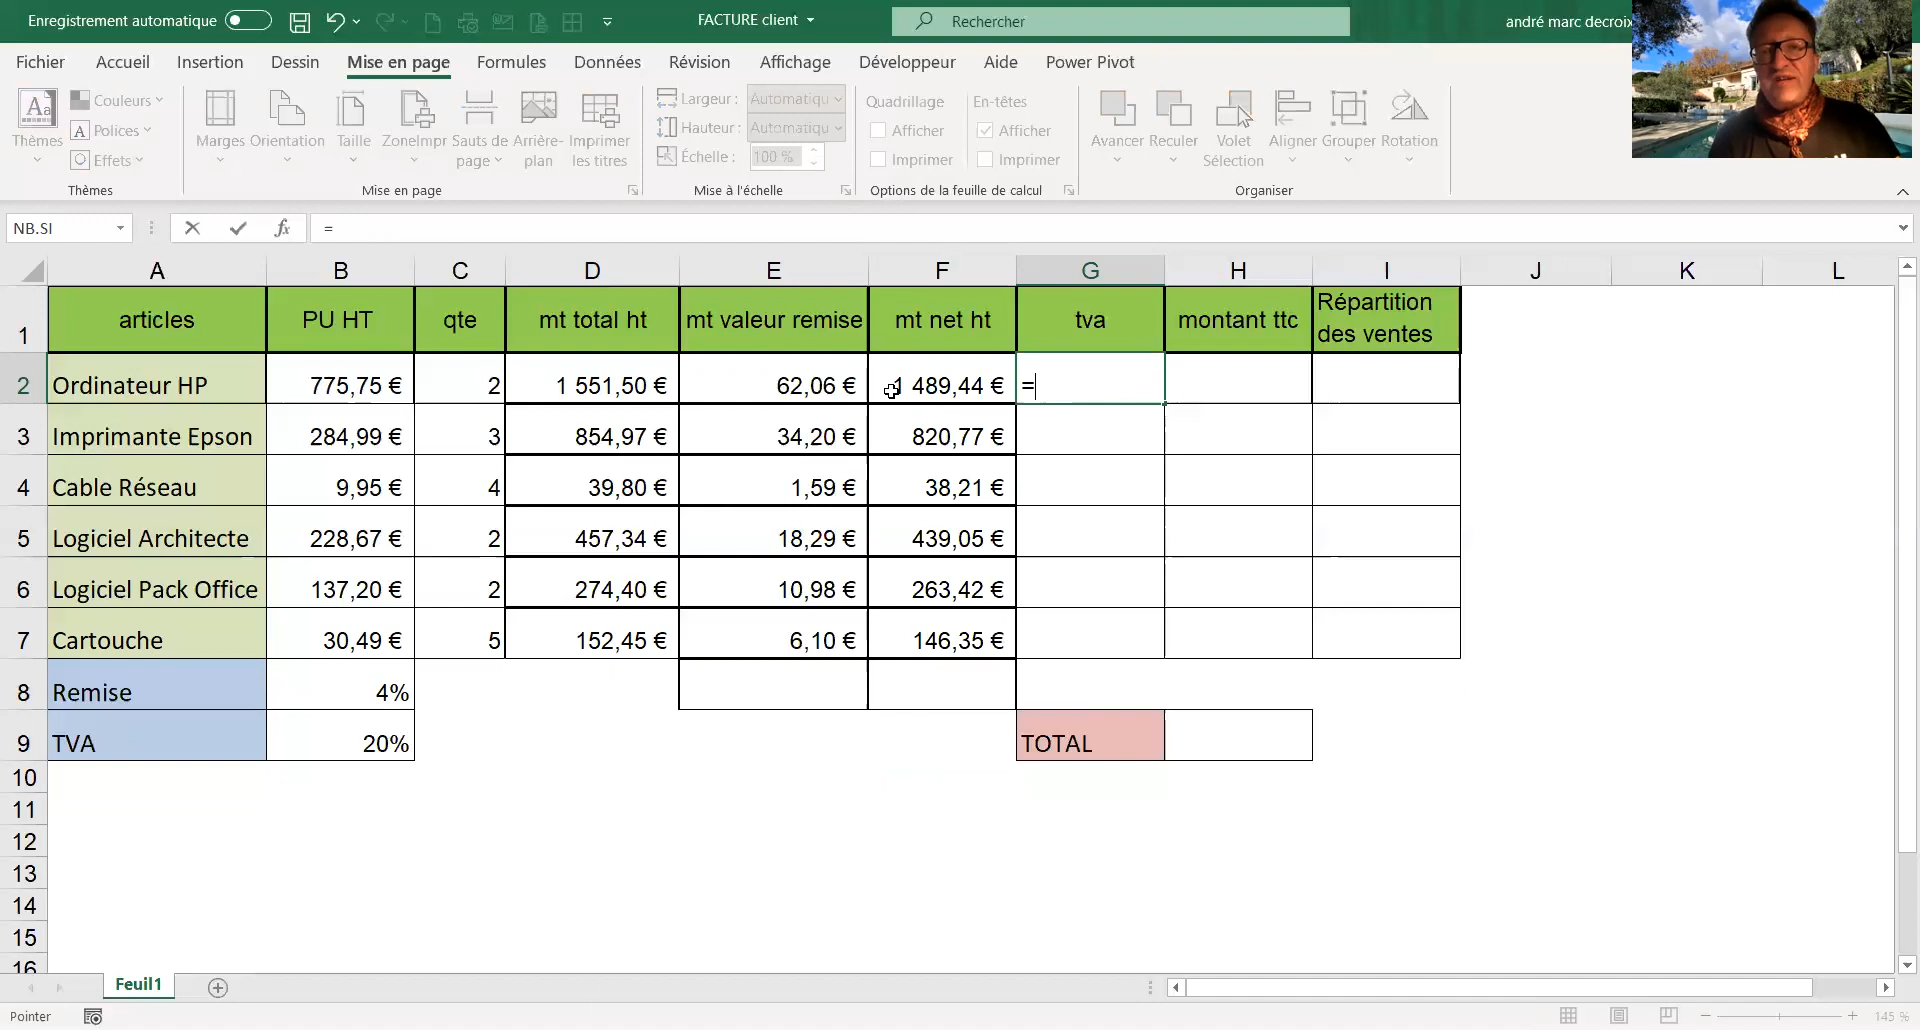 Enregistrement automatique
FACTURE client
Rechercher
andré marc decroix
Fichier Accueil Insertion Dessin Mise en page Formules Données Révision Affichage Développeur Aide Power Pivot
Thèmes
Couleurs
Polices
Effets
Thèmes
Marges
Orientation
Taille
ZoneImpr
Sauts de page
Arrière-plan
Imprimer les titres
Mise en page
Largeur : Automatiqu
Hauteur : Automatiqu
Échelle : 100 %
Mise à l'échelle
Quadrillage
Afficher
Imprimer
En-têtes
Afficher
Imprimer
Options de la feuille de calcul
Avancer
Reculer
Volet Sélection
Aligner
Grouper
Rotation
Organiser
NB.SI
fx
=
A B C D E F G H I J K L
1 articles PU HT qte mt total ht mt valeur remise mt net ht tva montant ttc Répartition des ventes
2 Ordinateur HP 775,75 € 2 1 551,50 € 62,06 € 1 489,44 € =
3 Imprimante Epson 284,99 € 3 854,97 € 34,20 € 820,77 €
4 Cable Réseau 9,95 € 4 39,80 € 1,59 € 38,21 €
5 Logiciel Architecte 228,67 € 2 457,34 € 18,29 € 439,05 €
6 Logiciel Pack Office 137,20 € 2 274,40 € 10,98 € 263,42 €
7 Cartouche 30,49 € 5 152,45 € 6,10 € 146,35 €
8 Remise 4%
9 TVA 20% TOTAL
10
11
12
13
14
15
16
Feuil1
Pointer
145 %